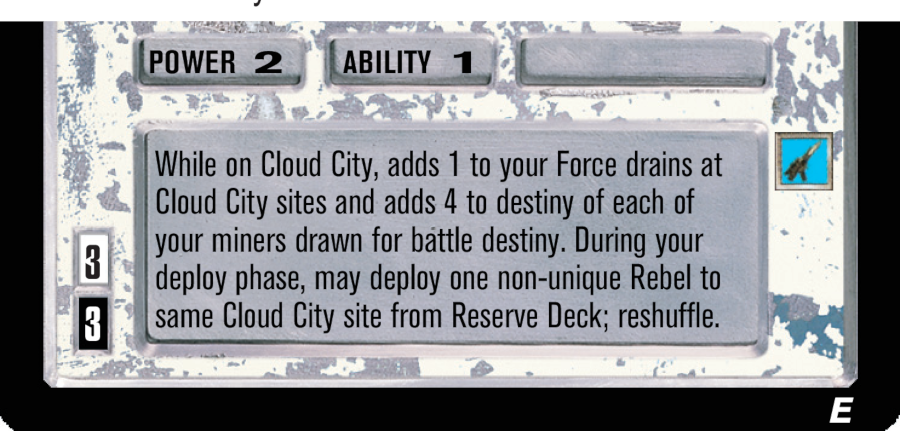 POWER 2 ABILITY 1
While on Cloud City, adds 1 to your Force drains at
Cloud City sites and adds 4 to destiny of each of
your miners drawn for battle destiny. During your
deploy phase, may deploy one non-unique Rebel to
same Cloud City site from Reserve Deck; reshuffle.
3
3
E